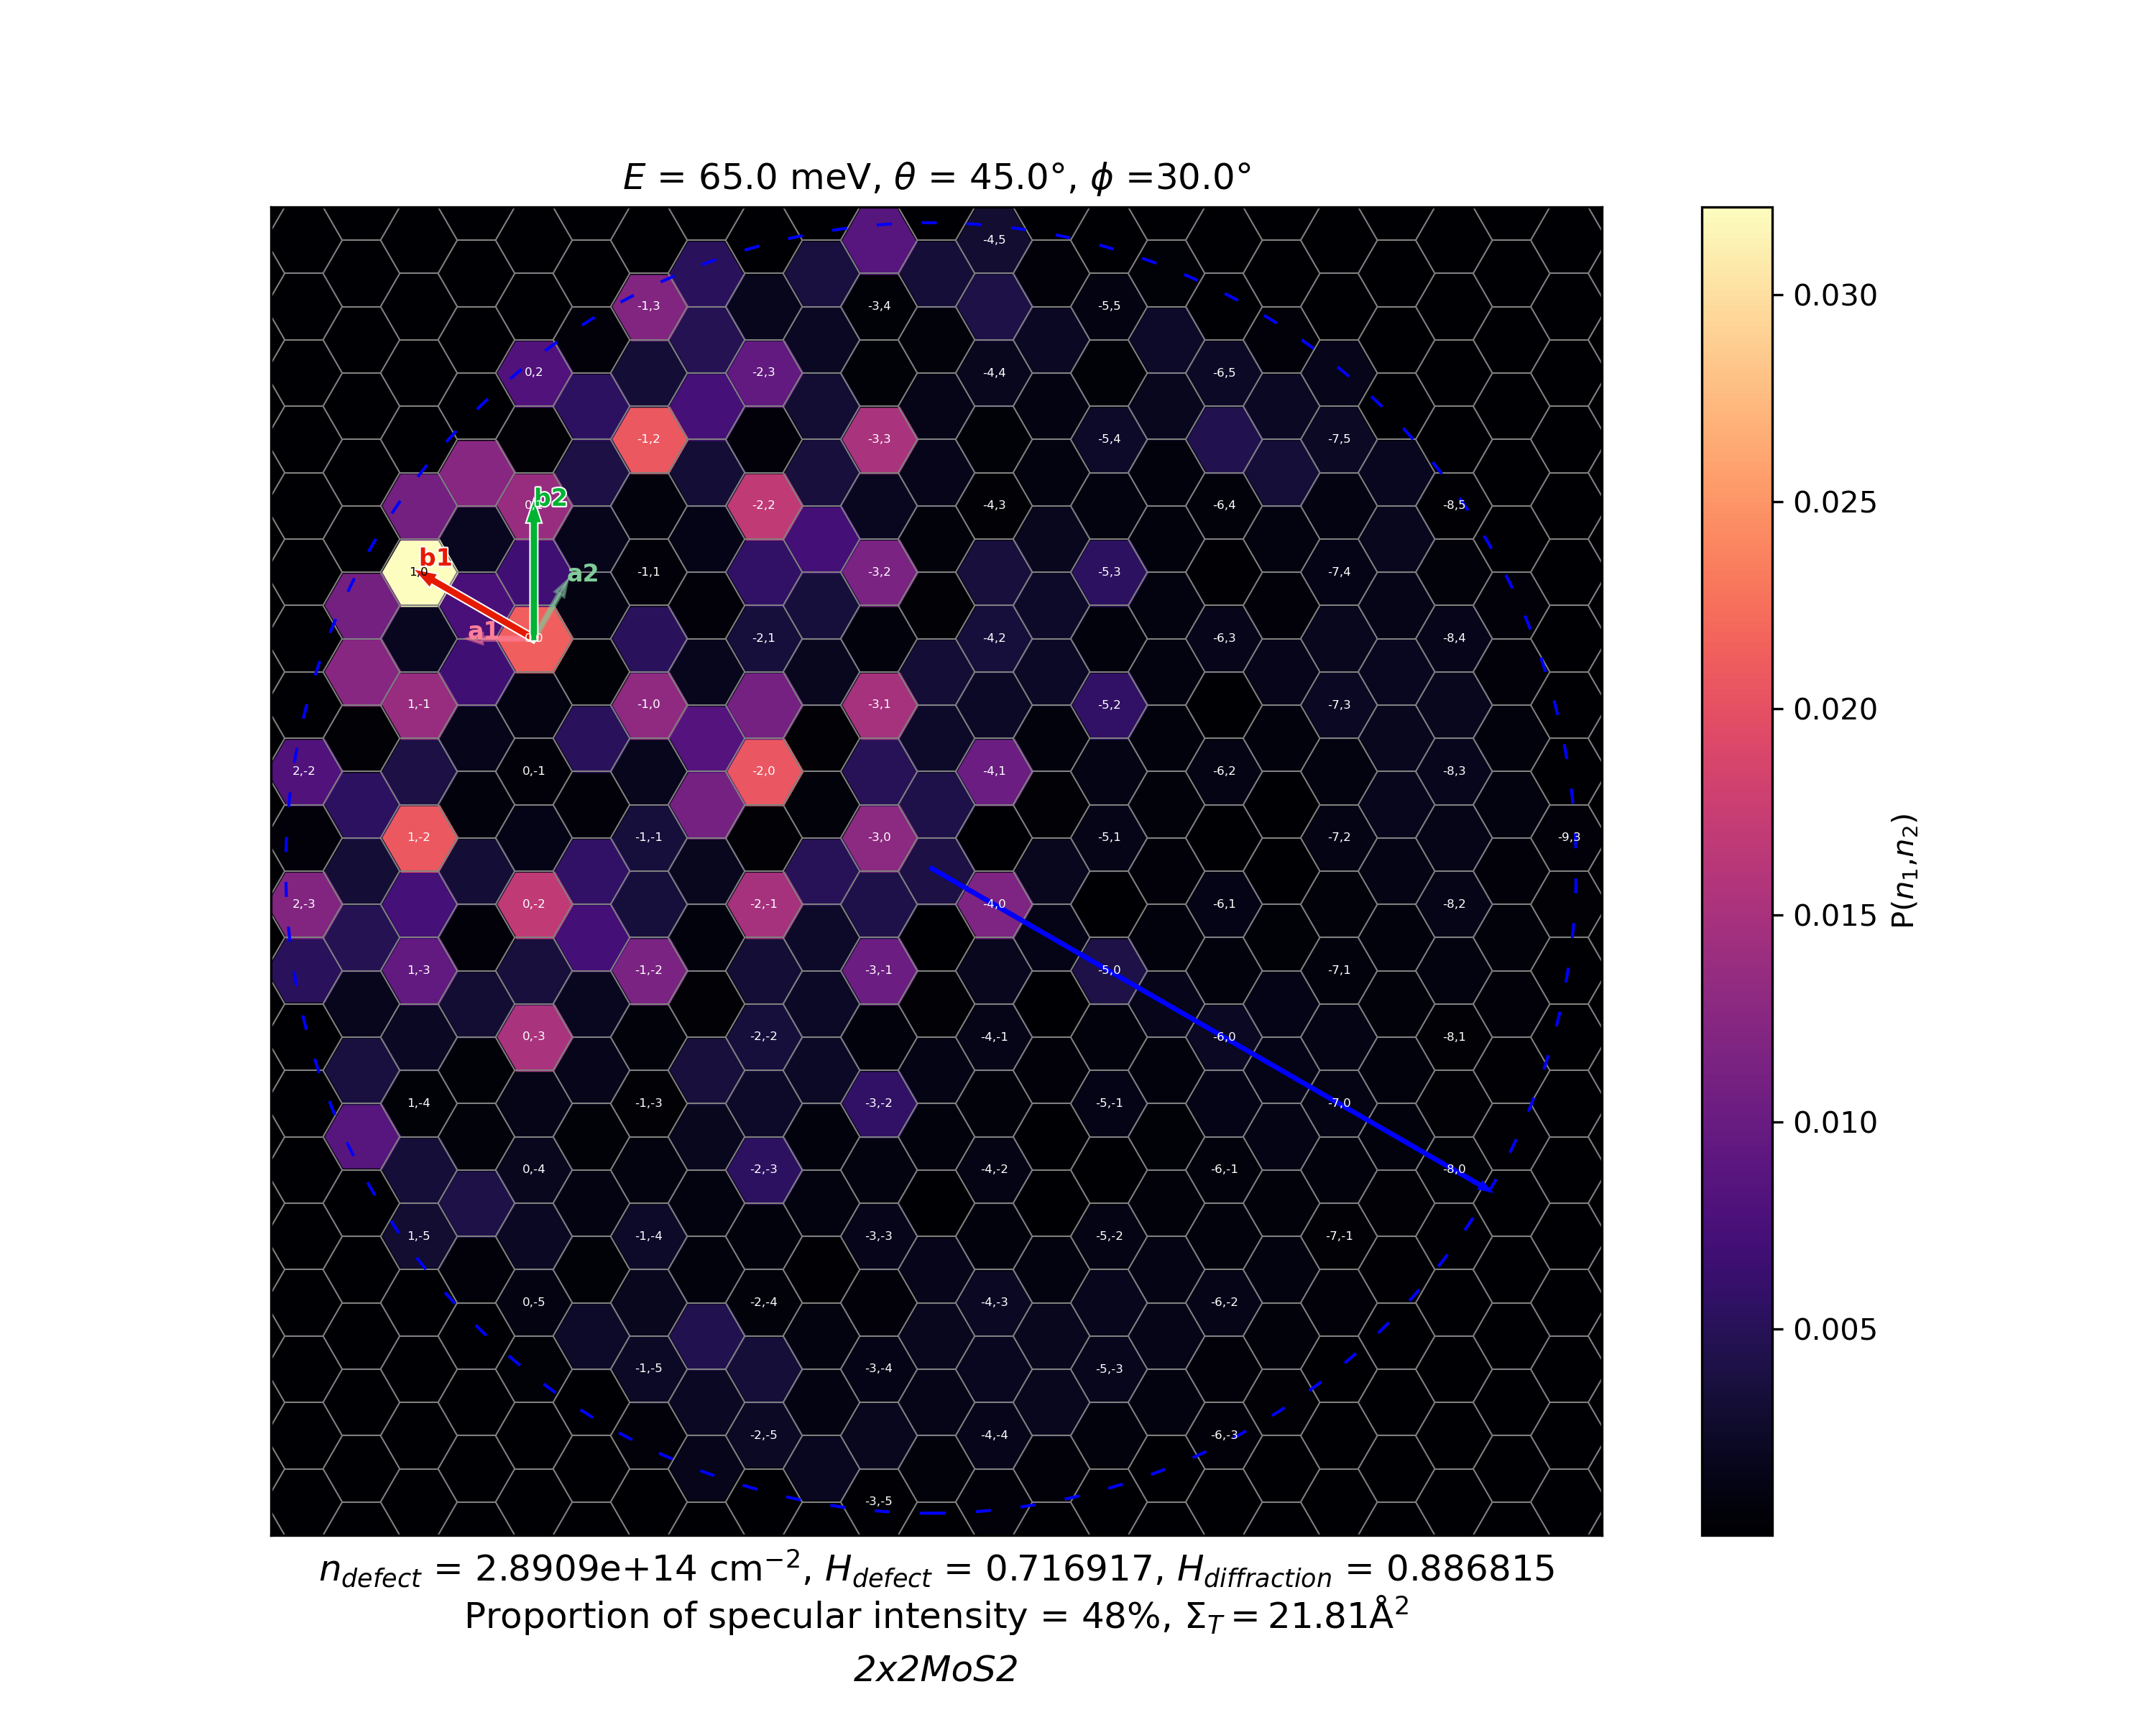 E = 65.0 meV, θ = 45.0°, ϕ =30.0°
-4,5
-1,3 -3,4 -5,5
0,2 -2,3 -4,4 -6,5
-1,2 -3,3 -5,4 -7,5
b2 -2,2 -4,3 -6,4 -8,5
b1 1,0 a2 -1,1 -3,2 -5,3 -7,4
a1 0,0 -2,1 -4,2 -6,3 -8,4
1,-1 -1,0 -3,1 -5,2 -7,3
2,-2 0,-1 -2,0 -4,1 -6,2 -8,3
1,-2 -1,-1 -3,0 -5,1 -7,2 -9,3
2,-3 0,-2 -2,-1 -4,0 -6,1 -8,2
1,-3 -1,-2 -3,-1 -5,0 -7,1
0,-3 -2,-2 -4,-1 -6,0 -8,1
1,-4 -1,-3 -3,-2 -5,-1 -7,0
0,-4 -2,-3 -4,-2 -6,-1 -8,0
1,-5 -1,-4 -3,-3 -5,-2 -7,-1
0,-5 -2,-4 -4,-3 -6,-2
-1,-5 -3,-4 -5,-3
-2,-5 -4,-4 -6,-3
-3,-5
0.030
0.025
0.020
0.015
0.010
0.005
P(n₁,n₂)
n_defect = 2.8909e+14 cm⁻², H_defect = 0.716917, H_diffraction = 0.886815
Proportion of specular intensity = 48%, Σ_T = 21.81Å²
2x2MoS2